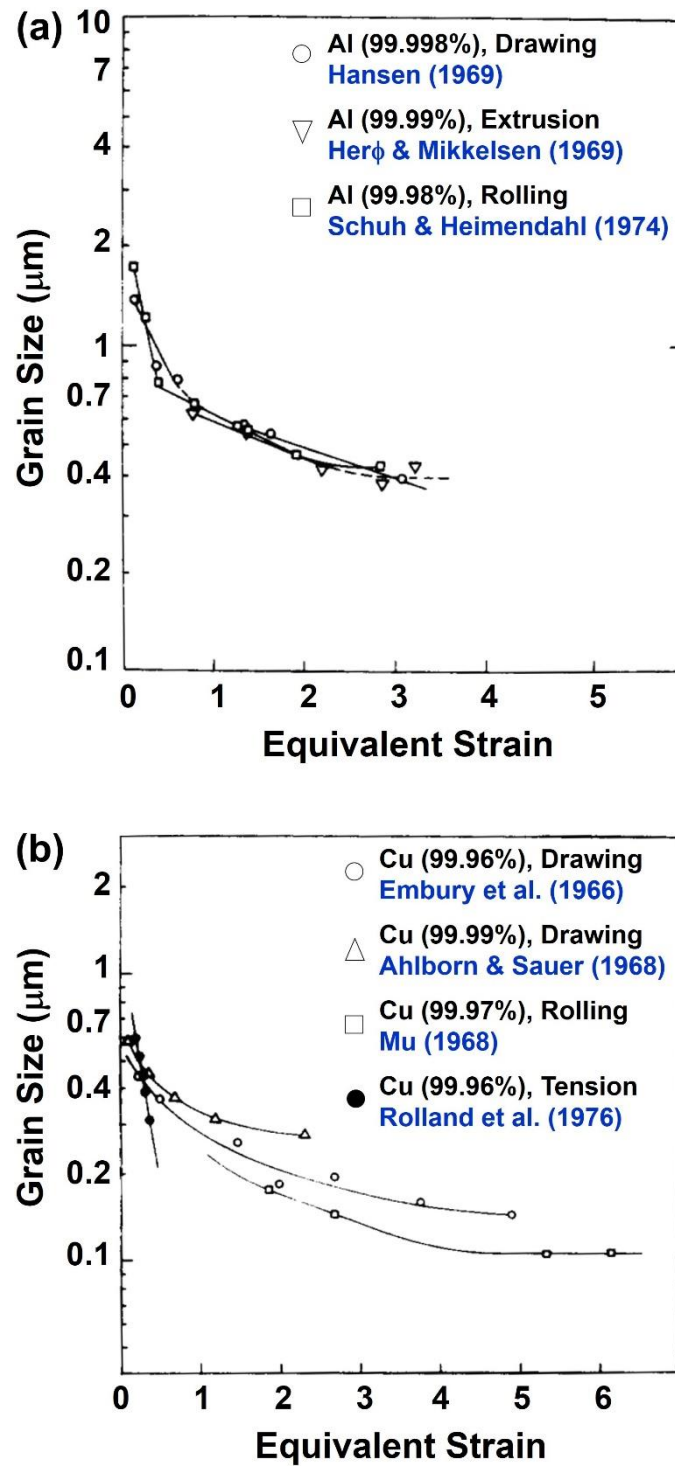 (a)
10
7
4
2
1
0.7
0.4
0.2
0.1
Grain Size (μm)
Al (99.998%), Drawing
Hansen (1969)
Al (99.99%), Extrusion
Herϕ & Mikkelsen (1969)
Al (99.98%), Rolling
Schuh & Heimendahl (1974)
0 1 2 3 4 5
Equivalent Strain
(b)
2
1
0.7
0.4
0.2
0.1
Grain Size (μm)
Cu (99.96%), Drawing
Embury et al. (1966)
Cu (99.99%), Drawing
Ahlborn & Sauer (1968)
Cu (99.97%), Rolling
Mu (1968)
Cu (99.96%), Tension
Rolland et al. (1976)
0 1 2 3 4 5 6
Equivalent Strain